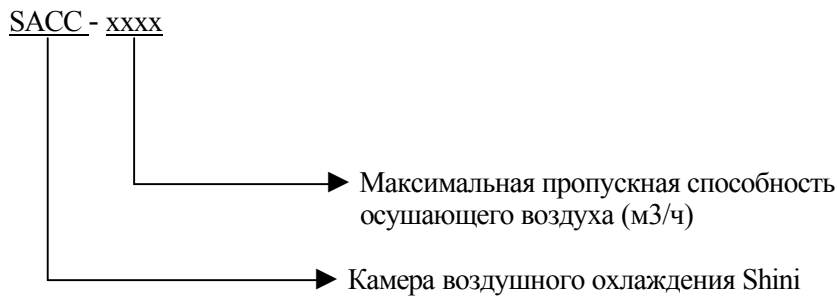 SACC - xxxx
Максимальная пропускная способность
осушающего воздуха (м3/ч)
Камера воздушного охлаждения Shini